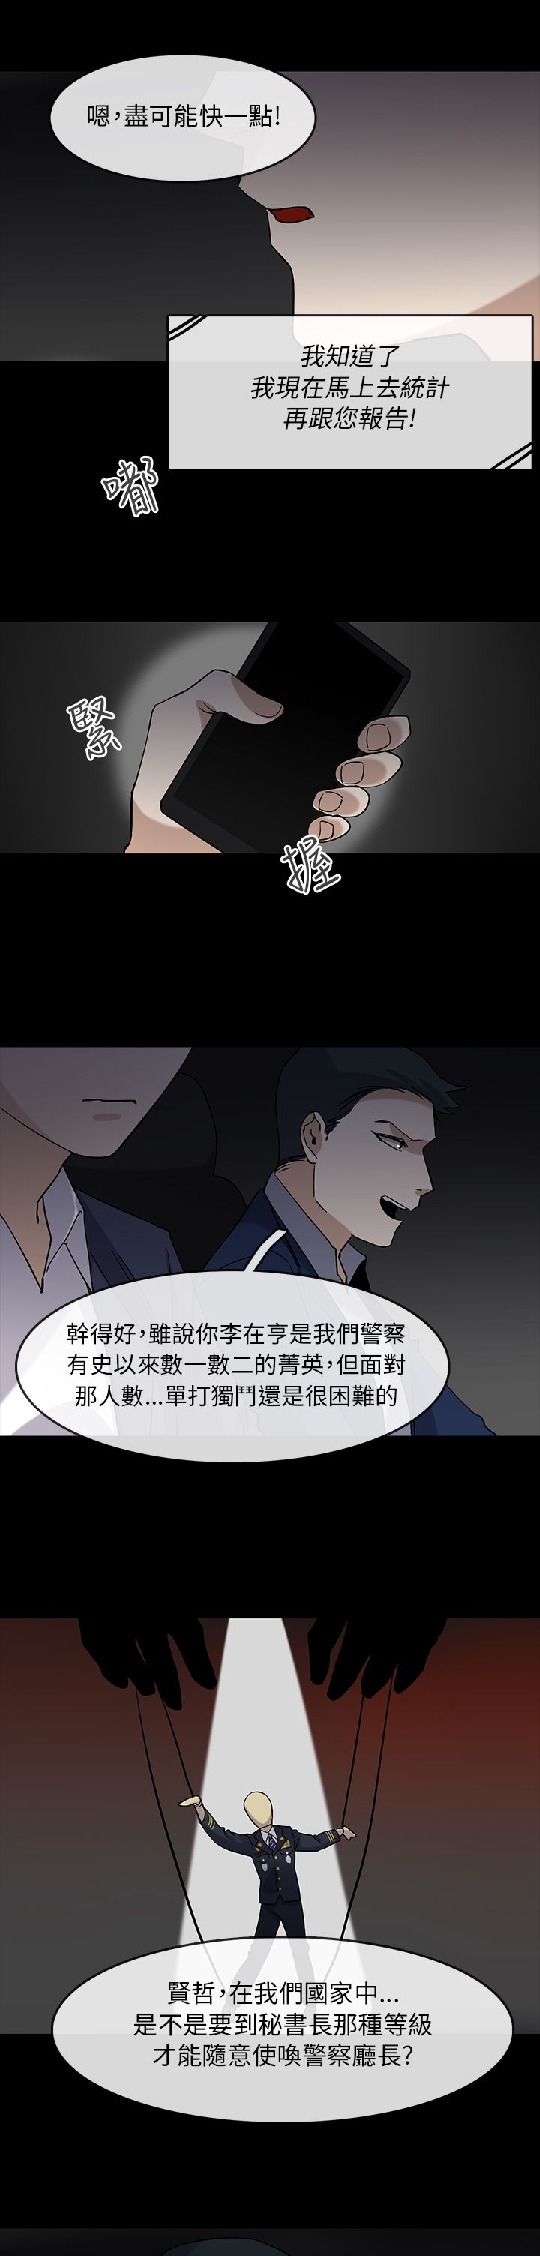 嗯,盡可能快一點!
我知道了
我現在馬上去統計
再跟您報告!
嘟
緊
握
幹得好,雖說你李在亨是我們警察
有史以來數一數二的菁英,但面對
那人數...單打獨鬥還是很困難的
賢哲,在我們國家中...
是不是要到秘書長那種等級
才能隨意使喚警察廳長?